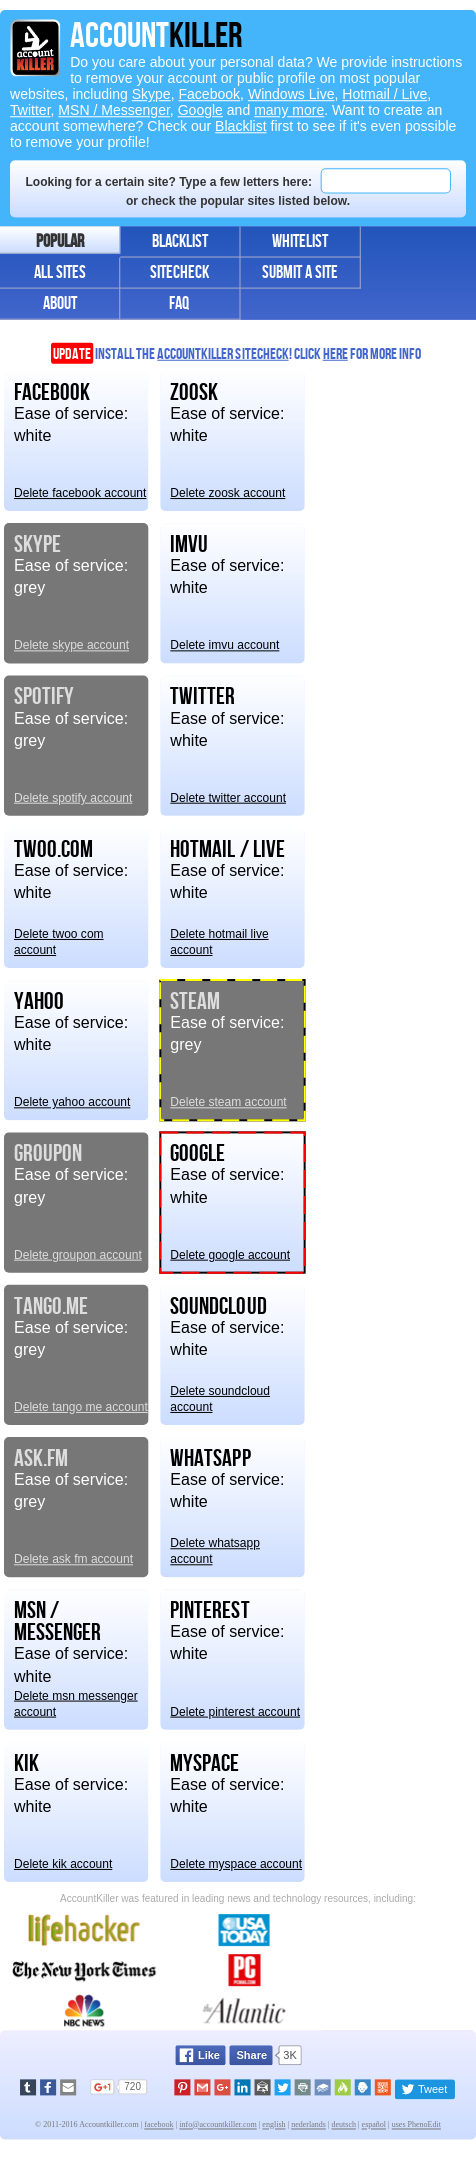 ACCOUNT
KILLER
ACCOUNTKILLER
Do you care about your personal data? We provide instructions
to remove your account or public profile on most popular
websites, including Skype, Facebook, Windows Live, Hotmail / Live,
Twitter, MSN / Messenger, Google and many more. Want to create an
account somewhere? Check our Blacklist first to see if it's even possible
to remove your profile!
Looking for a certain site? Type a few letters here:
or check the popular sites listed below.
POPULAR BLACKLIST WHITELIST
ALL SITES SITECHECK SUBMIT A SITE
ABOUT FAQ
UPDATE INSTALL THE ACCOUNTKILLER SITECHECK! CLICK HERE FOR MORE INFO
FACEBOOK
Ease of service:
white
Delete facebook account
ZOOSK
Ease of service:
white
Delete zoosk account
SKYPE
Ease of service:
grey
Delete skype account
IMVU
Ease of service:
white
Delete imvu account
SPOTIFY
Ease of service:
grey
Delete spotify account
TWITTER
Ease of service:
white
Delete twitter account
TWOO.COM
Ease of service:
white
Delete twoo com
account
HOTMAIL / LIVE
Ease of service:
white
Delete hotmail live
account
YAHOO
Ease of service:
white
Delete yahoo account
STEAM
Ease of service:
grey
Delete steam account
GROUPON
Ease of service:
grey
Delete groupon account
GOOGLE
Ease of service:
white
Delete google account
TANGO.ME
Ease of service:
grey
Delete tango me account
SOUNDCLOUD
Ease of service:
white
Delete soundcloud
account
ASK.FM
Ease of service:
grey
Delete ask fm account
WHATSAPP
Ease of service:
white
Delete whatsapp
account
MSN /
MESSENGER
Ease of service:
white
Delete msn messenger
account
PINTEREST
Ease of service:
white
Delete pinterest account
KIK
Ease of service:
white
Delete kik account
MYSPACE
Ease of service:
white
Delete myspace account
AccountKiller was featured in leading news and technology resources, including:
lifehacker
USA
TODAY
The New York Times
PC
PCMAG.COM
NBC NEWS
the Atlantic
Like Share 3K
+1 720 Tweet
© 2011-2016 Accountkiller.com | facebook | info@accountkiller.com | english | nederlands | deutsch | español | uses PhenoEdit